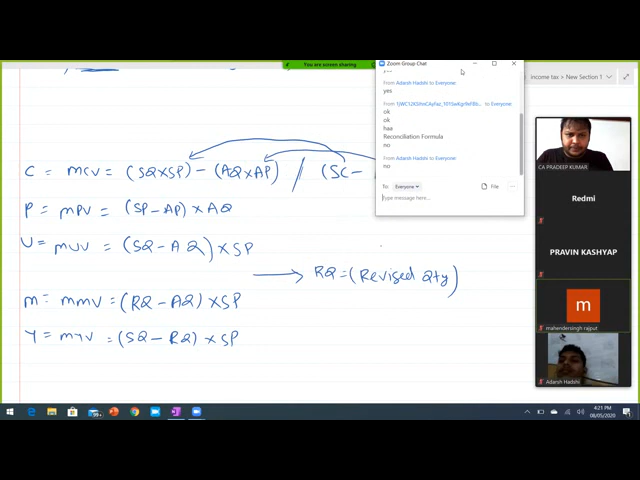 You are screen sharing
Zoom Group Chat
income tax > New Section 1
From Adarsh Hadshi to Everyone:
yes
to Everyone:
ok
ok
haa
Reconciliation Formula
no
From Adarsh Hadshi to Everyone:
no
To: Everyone
File
Type message here...
CA PRADEEP KUMAR
Redmi
PRAVIN KASHYAP
m
mahendersingh rajput
Adarsh Hadshi
C = MCV = (SQ×SP) - (AQ×AP) / (SC -
P = MPV = (SP - AP) × AQ
U = MUV = (SQ - AQ) × SP
→ RQ = (Revised Qty)
M = MMV = (RQ - AQ) × SP
Y = MYV = (SQ - RQ) × SP
99+
4:21 PM
08/05/2020